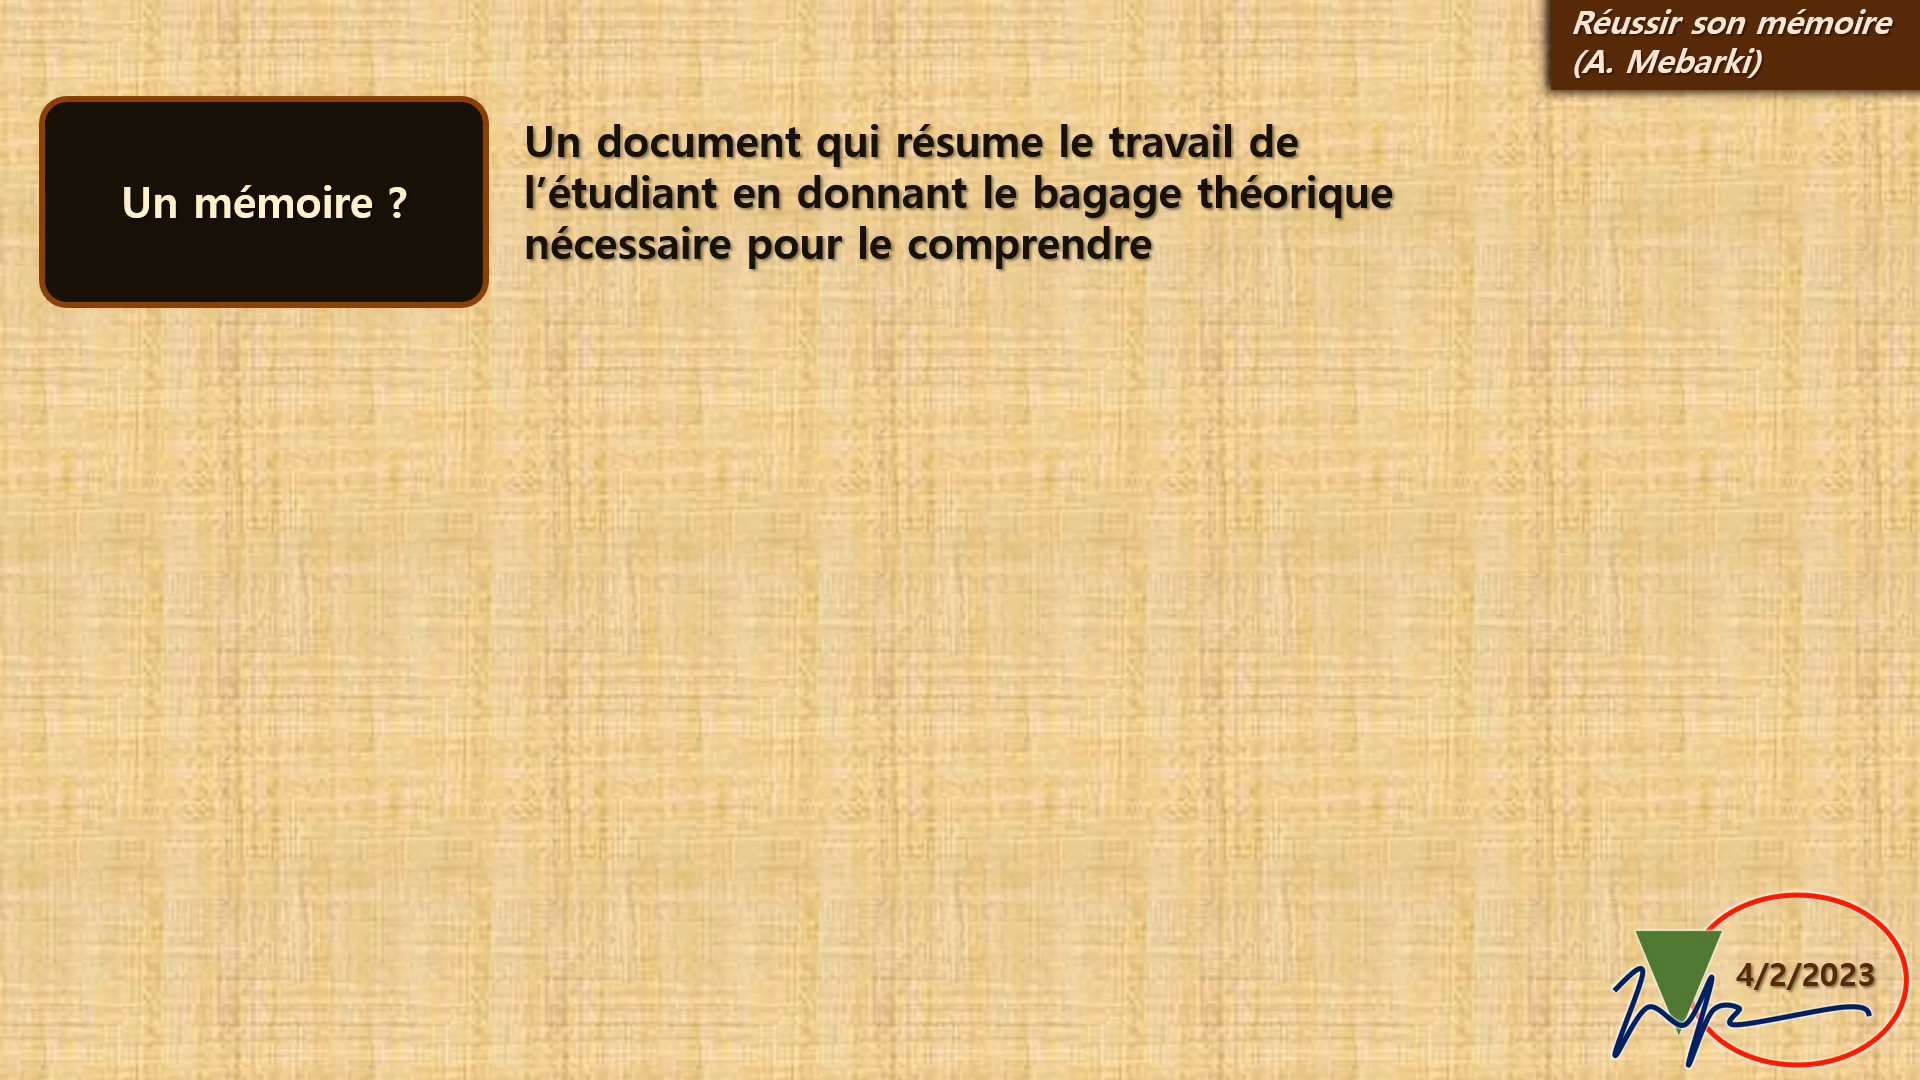 Réussir son mémoire
(A. Mebarki)
Un mémoire ?
Un document qui résume le travail de
l’étudiant en donnant le bagage théorique
nécessaire pour le comprendre
4/2/2023